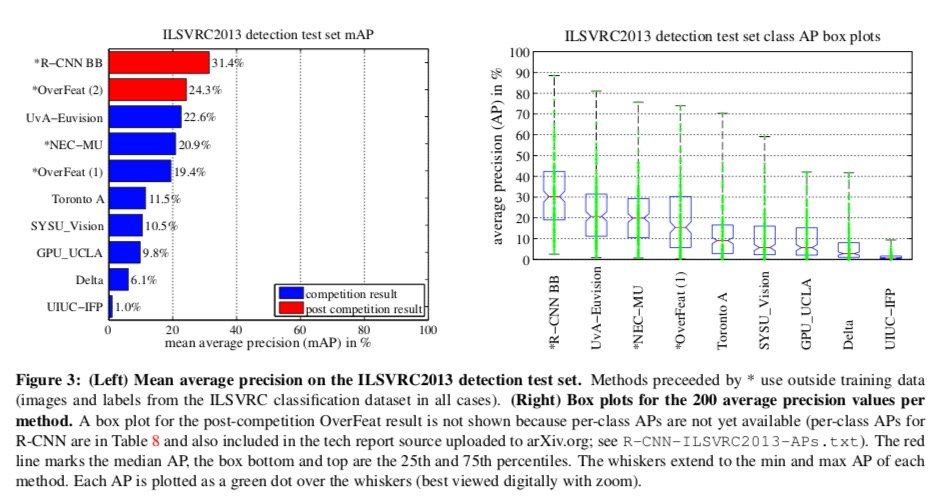 ILSVRC2013 detection test set mAP
*R−CNN BB
31.4%
*OverFeat (2)
24.3%
UvA−Euvision
22.6%
*NEC−MU
20.9%
*OverFeat (1)
19.4%
Toronto A
11.5%
SYSU_Vision
10.5%
GPU_UCLA
9.8%
Delta
6.1%
UIUC−IFP
1.0%
competition result
post competition result
0 20 40 60 80 100
mean average precision (mAP) in %
ILSVRC2013 detection test set class AP box plots
100
90
80
70
60
50
40
30
20
10
0
average precision (AP) in %
*R−CNN BB
UvA−Euvision
*NEC−MU
*OverFeat (1)
Toronto A
SYSU_Vision
GPU_UCLA
Delta
UIUC−IFP
Figure 3: (Left) Mean average precision on the ILSVRC2013 detection test set. Methods preceeded by * use outside training data
(images and labels from the ILSVRC classification dataset in all cases). (Right) Box plots for the 200 average precision values per
method. A box plot for the post-competition OverFeat result is not shown because per-class APs are not yet available (per-class APs for
R-CNN are in Table 8 and also included in the tech report source uploaded to arXiv.org; see R-CNN-ILSVRC2013-APs.txt). The red
line marks the median AP, the box bottom and top are the 25th and 75th percentiles. The whiskers extend to the min and max AP of each
method. Each AP is plotted as a green dot over the whiskers (best viewed digitally with zoom).